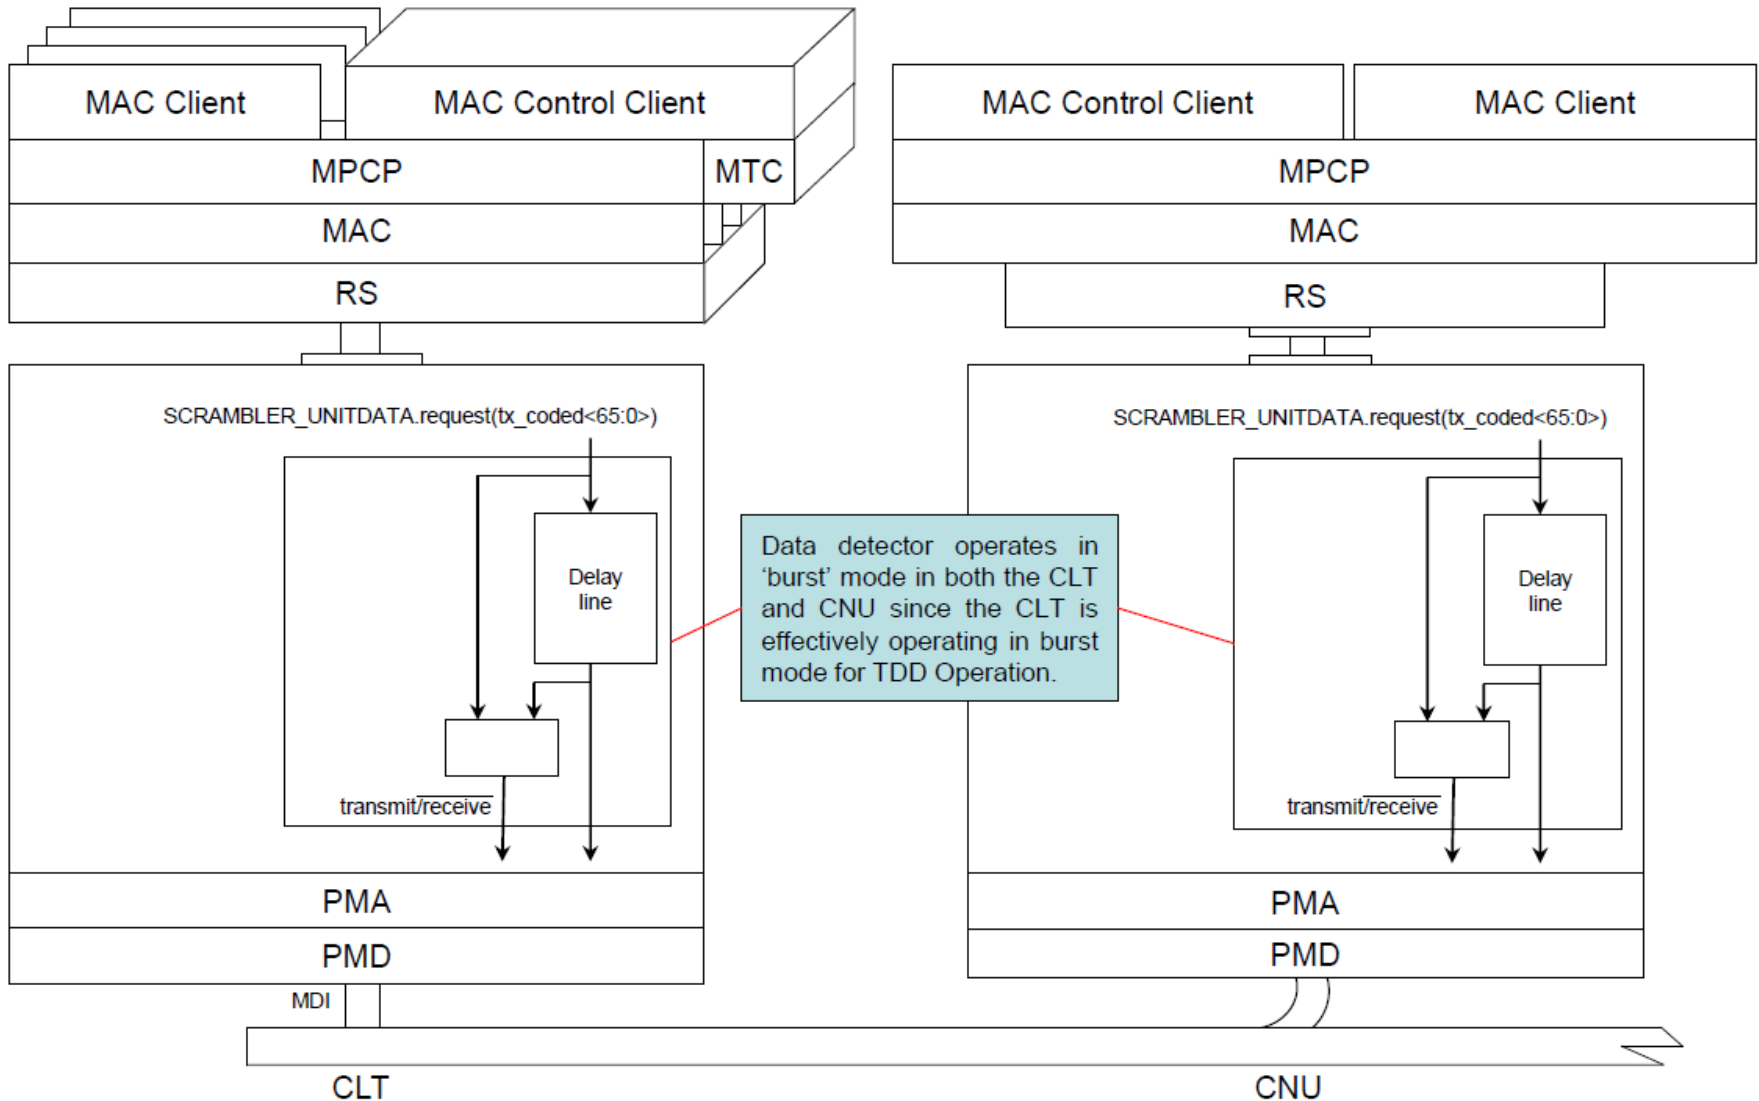 MAC Client
MAC Control Client
MPCP
MTC
MAC
RS
SCRAMBLER_UNITDATA.request(tx_coded<65:0>)
Delay
line
transmit/receive
PMA
PMD
MDI
CLT
Data detector operates in
‘burst’ mode in both the CLT
and CNU since the CLT is
effectively operating in burst
mode for TDD Operation.
MAC Control Client
MAC Client
MPCP
MAC
RS
SCRAMBLER_UNITDATA.request(tx_coded<65:0>)
Delay
line
transmit/receive
PMA
PMD
CNU